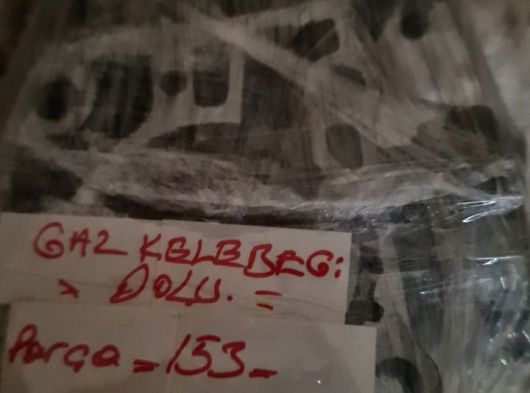 GAZ KELEBEG:
> DOLU. =
Parça = 153 -